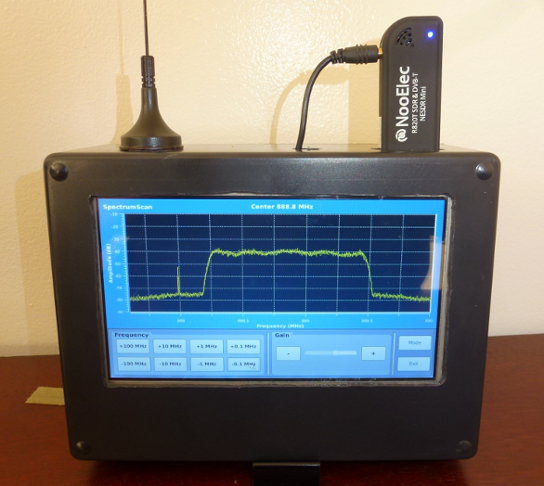 NooElec
R820T SDR & DVB-T
NESDR Mini
SpectrumScan
Center 888.8 MHz
Amplitude (dB)
Frequency (MHz)
Frequency
Gain
+100 MHz
+10 MHz
+1 MHz
+0.1 MHz
-
+
-100 MHz
-10 MHz
-1 MHz
-0.1 MHz
Exit